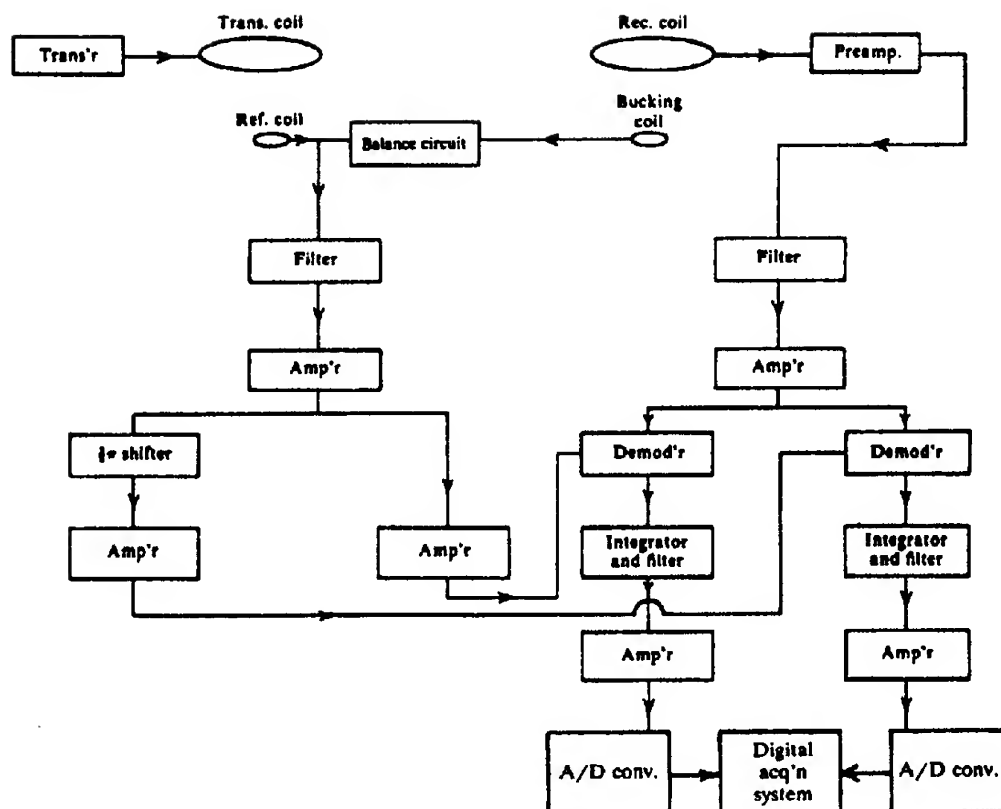 Trans. coil
Rec. coil
Trans'r
Preamp.
Ref. coil
Bucking
coil
Balance circuit
Filter
Filter
Amp'r
Amp'r
shifter
Demod'r
Demod'r
Amp'r
Amp'r
Integrator
and filter
Integrator
and filter
Amp'r
Amp'r
A/D conv.
Digital
acq'n
system
A/D conv.